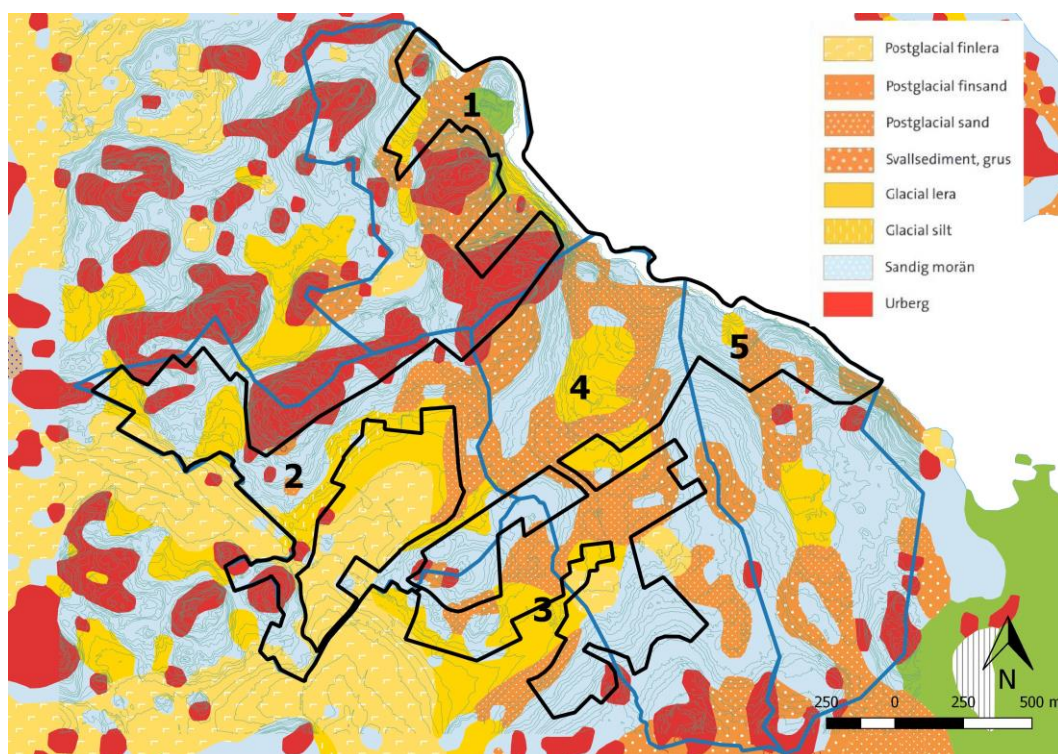 Postglacial finlera
Postglacial finsand
Postglacial sand
Svallsediment, grus
Glacial lera
Glacial silt
Sandig morän
Urberg
1
5
4
2
3
N
250 0 250 500 m